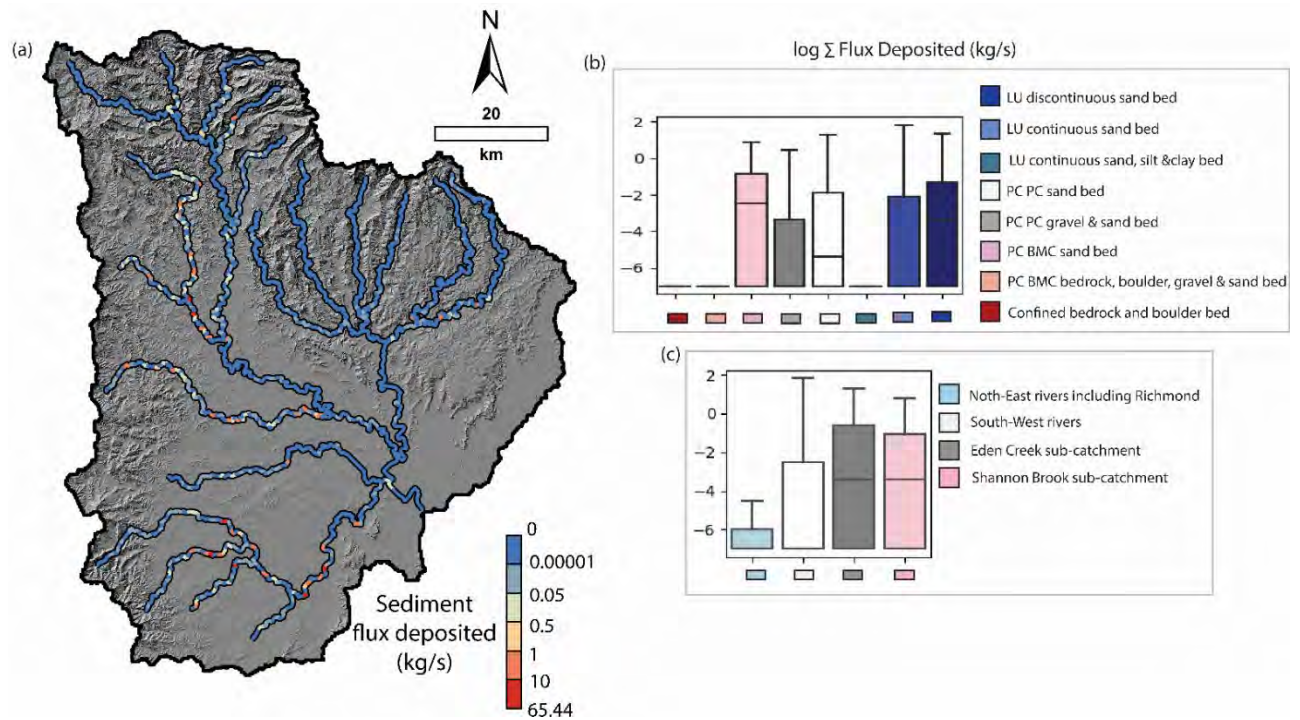 (a)
N
20
km
Sediment
flux deposited
(kg/s)
0
0.00001
0.05
0.5
1
10
65.44
log ∑ Flux Deposited (kg/s)
(b)
2
0
−2
−4
−6
LU discontinuous sand bed
LU continuous sand bed
LU continuous sand, silt &clay bed
PC PC sand bed
PC PC gravel & sand bed
PC BMC sand bed
PC BMC bedrock, boulder, gravel & sand bed
Confined bedrock and boulder bed
(c)
2
0
−2
−4
−6
Noth-East rivers including Richmond
South-West rivers
Eden Creek sub-catchment
Shannon Brook sub-catchment